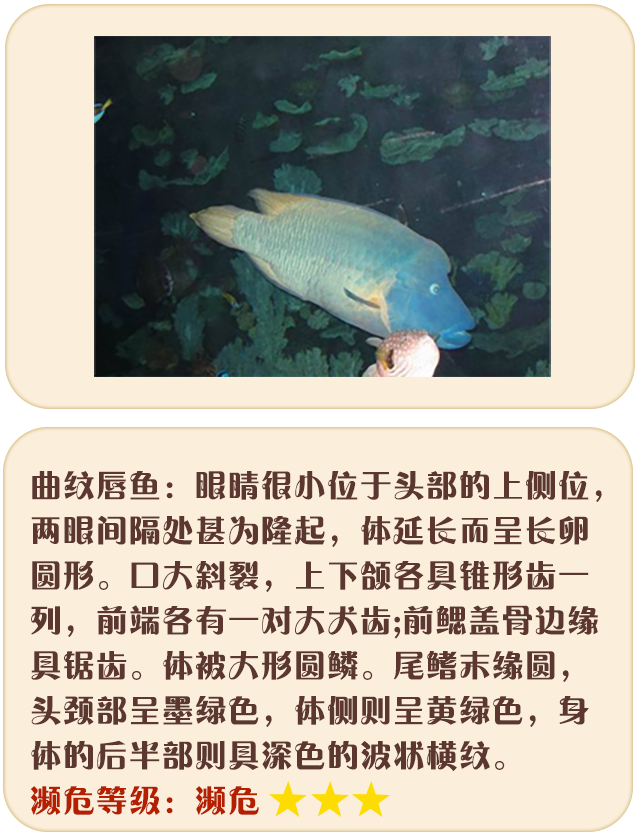 曲纹唇鱼：眼睛很小位于头部的上侧位，
两眼间隔处甚为隆起，体延长而呈长卵
圆形。口大斜裂，上下颌各具锥形齿一
列，前端各有一对大犬齿;前鳃盖骨边缘
具锯齿。体被大形圆鳞。尾鳍末缘圆，
头颈部呈墨绿色，体侧则呈黄绿色，身
体的后半部则具深色的波状横纹。
濒危等级：濒危 ★★★